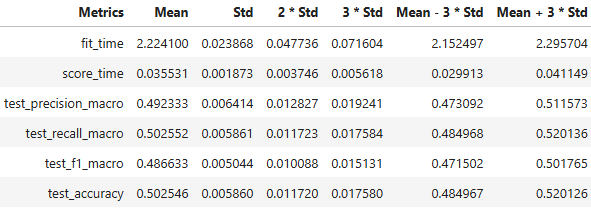 Metrics Mean Std 2 * Std 3 * Std Mean - 3 * Std Mean + 3 * Std
fit_time 2.224100 0.023868 0.047736 0.071604 2.152497 2.295704
score_time 0.035531 0.001873 0.003746 0.005618 0.029913 0.041149
test_precision_macro 0.492333 0.006414 0.012827 0.019241 0.473092 0.511573
test_recall_macro 0.502552 0.005861 0.011723 0.017584 0.484968 0.520136
test_f1_macro 0.486633 0.005044 0.010088 0.015131 0.471502 0.501765
test_accuracy 0.502546 0.005860 0.011720 0.017580 0.484967 0.520126